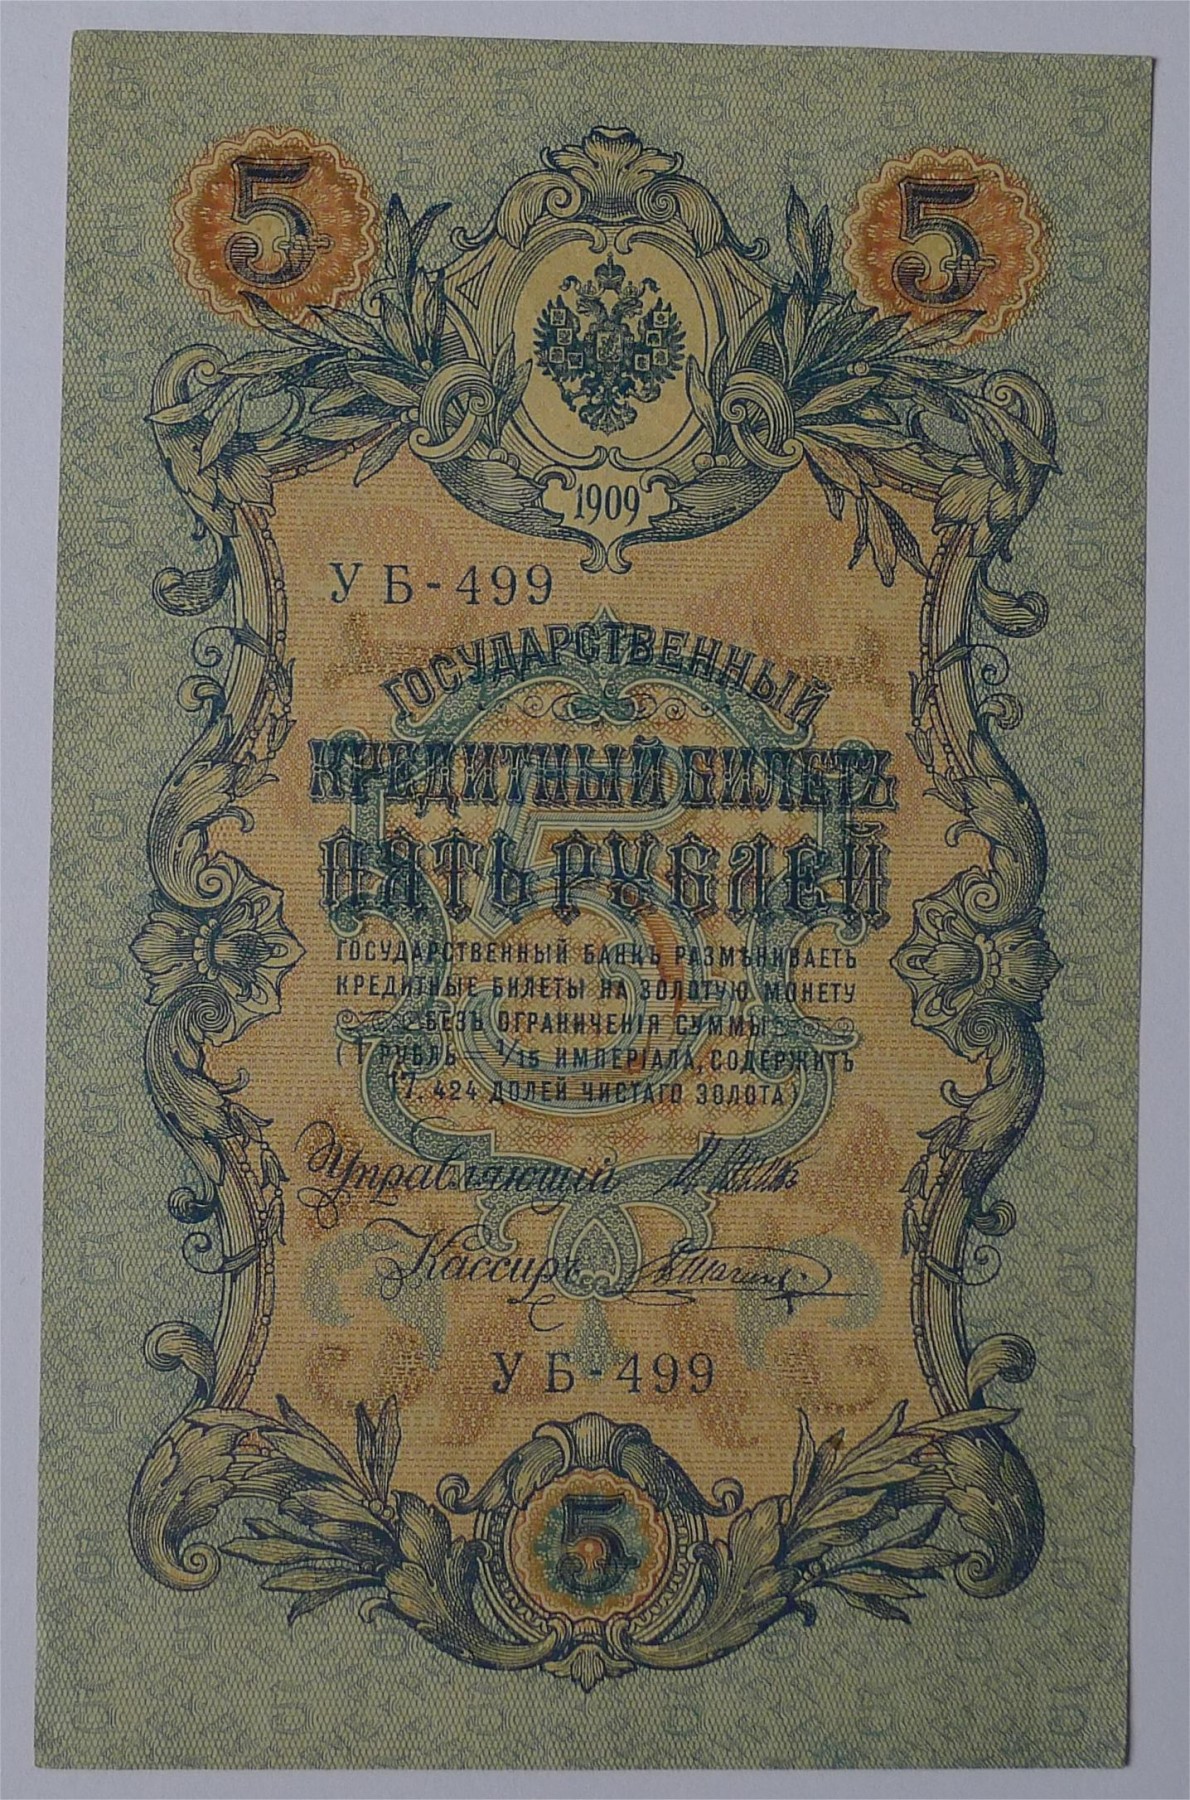 5 5
1909
УБ-499
ГОСУДАРСТВЕННЫЙ
КРЕДИТНЫЙ БИЛЕТЪ
5
ПЯТЬ РУБЛЕЙ
ГОСУДАРСТВЕННЫЙ БАНКЪ РАЗМѢНИВАЕТЪ
КРЕДИТНЫЕ БИЛЕТЫ НА ЗОЛОТУЮ МОНЕТУ
БЕЗЪ ОГРАНИЧЕНІЯ СУММЫ
(1 РУБЛЬ = 1/15 ИМПЕРІАЛА, СОДЕРЖИТЪ
17,424 ДОЛЕЙ ЧИСТАГО ЗОЛОТА)
Управляющій
Кассиръ
УБ-499
5